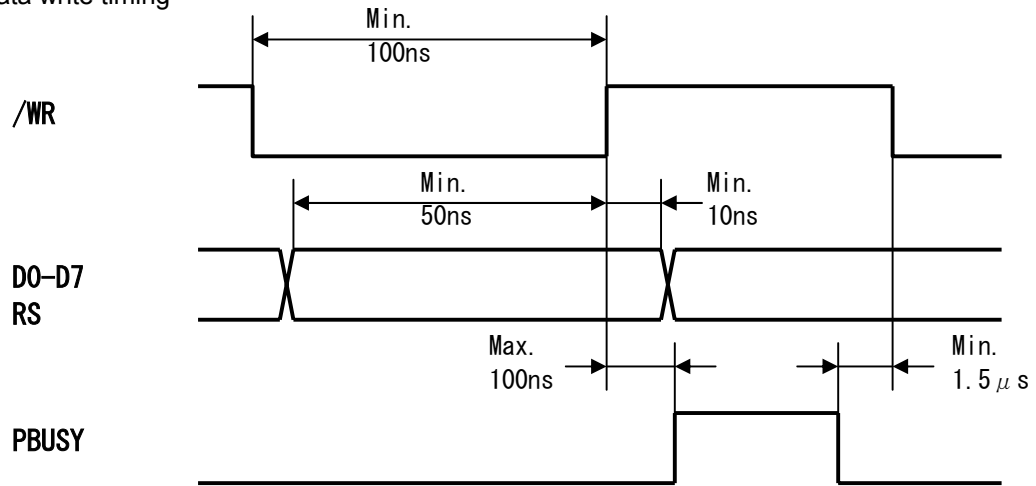 Data write timing
Min.
100ns
/WR
Min.
50ns
Min.
10ns
D0-D7
RS
Max.
100ns
Min.
1.5μs
PBUSY